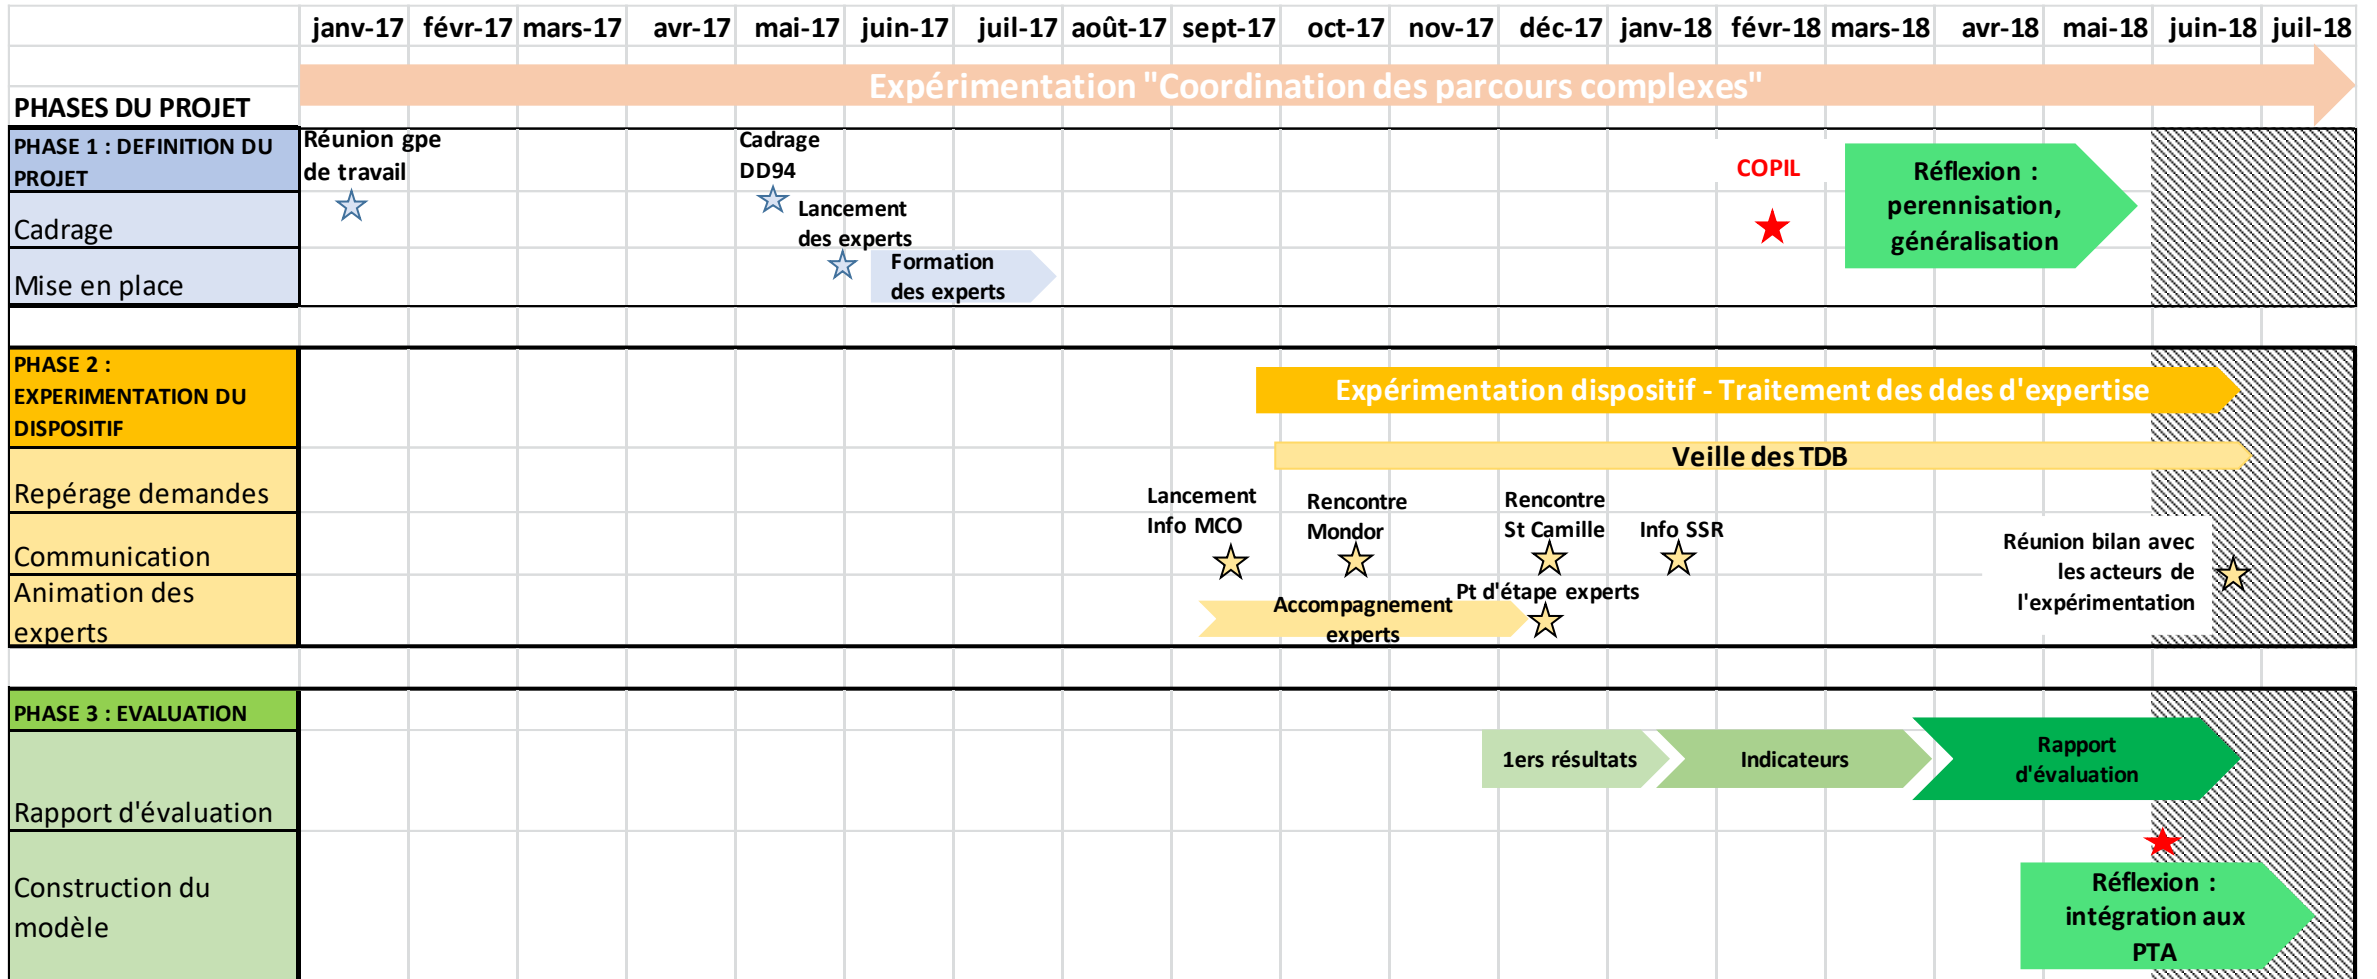 janv-17 févr-17 mars-17 avr-17 mai-17 juin-17 juil-17 août-17 sept-17 oct-17 nov-17 déc-17 janv-18 févr-18 mars-18 avr-18 mai-18 juin-18 juil-18
Expérimentation "Coordination des parcours complexes"
PHASES DU PROJET
PHASE 1 : DEFINITION DU
PROJET
Cadrage
Mise en place
Réunion gpe
de travail
Cadrage
DD94
Lancement
des experts
Formation
des experts
COPIL
Réflexion :
perennisation,
généralisation
PHASE 2 :
EXPERIMENTATION DU
DISPOSITIF
Expérimentation dispositif - Traitement des ddes d'expertise
Veille des TDB
Repérage demandes
Lancement
Info MCO
Rencontre
Mondor
Rencontre
St Camille
Info SSR
Communication
Réunion bilan avec
les acteurs de
l'expérimentation
Animation des
experts
Accompagnement
experts
Pt d'étape experts
PHASE 3 : EVALUATION
1ers résultats
Indicateurs
Rapport
d'évaluation
Rapport d'évaluation
Construction du
modèle
Réflexion :
intégration aux
PTA